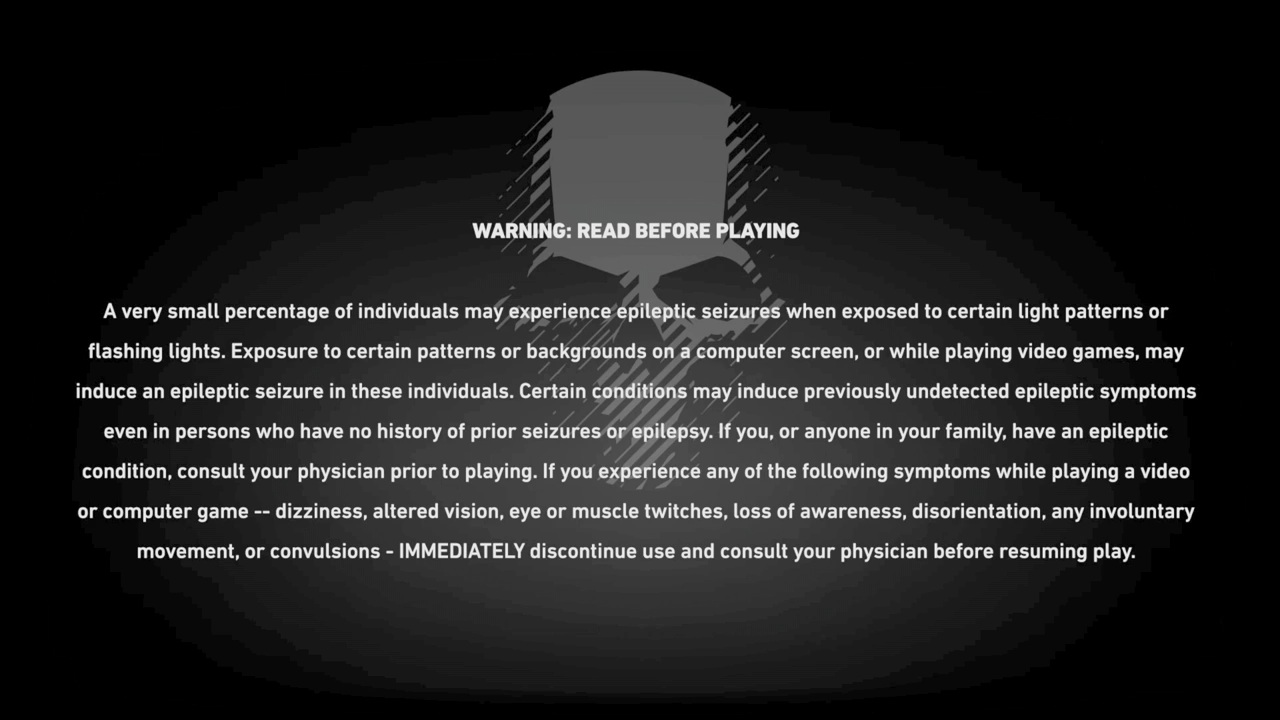 WARNING: READ BEFORE PLAYING
A very small percentage of individuals may experience epileptic seizures when exposed to certain light patterns or
flashing lights. Exposure to certain patterns or backgrounds on a computer screen, or while playing video games, may
induce an epileptic seizure in these individuals. Certain conditions may induce previously undetected epileptic symptoms
even in persons who have no history of prior seizures or epilepsy. If you, or anyone in your family, have an epileptic
condition, consult your physician prior to playing. If you experience any of the following symptoms while playing a video
or computer game -- dizziness, altered vision, eye or muscle twitches, loss of awareness, disorientation, any involuntary
movement, or convulsions - IMMEDIATELY discontinue use and consult your physician before resuming play.